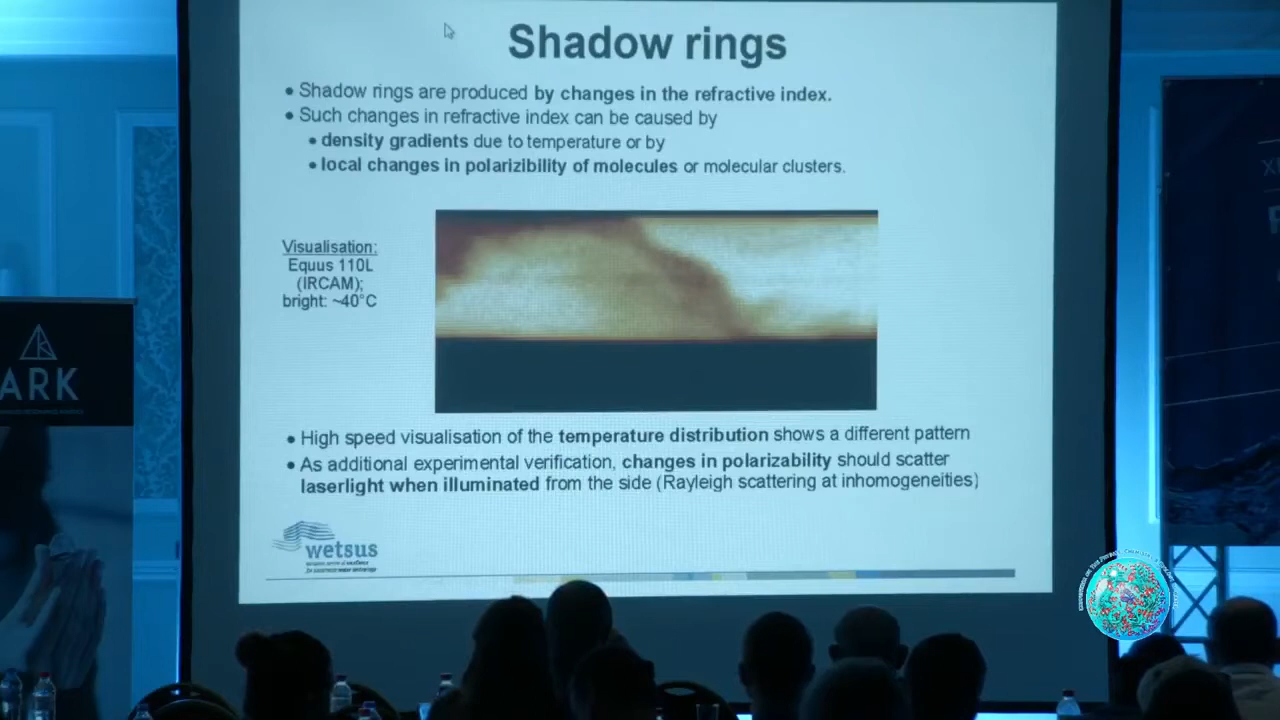 Shadow rings
• Shadow rings are produced by changes in the refractive index.
• Such changes in refractive index can be caused by
• density gradients due to temperature or by
• local changes in polarizibility of molecules or molecular clusters.
Visualisation:
Equus 110L
(IRCAM);
bright: ~40°C
• High speed visualisation of the temperature distribution shows a different pattern
• As additional experimental verification, changes in polarizability should scatter
laserlight when illuminated from the side (Rayleigh scattering at inhomogeneities)
wetsus
ARK